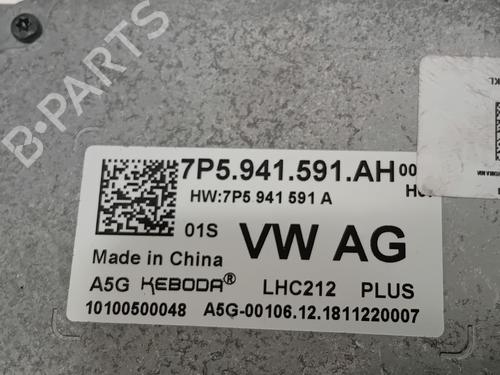 B-PARTS
7P5.941.591.AH 00
HW:7P5 941 591 A
01S VW AG
Made in China
A5G KEBODA® LHC212 PLUS
10100500048 A5G-00106.12.1811220007